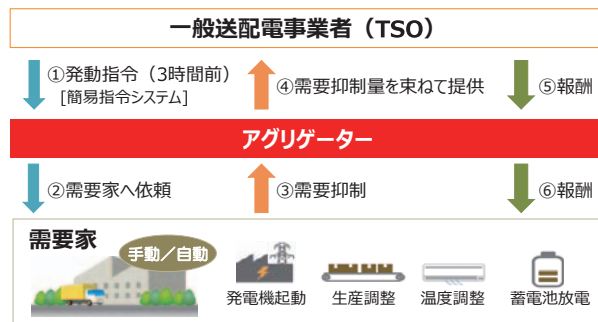 一般送配電事業者（TSO）
①発動指令（3時間前）
[簡易指令システム]
④需要抑制量を束ねて提供
⑤報酬
アグリゲーター
②需要家へ依頼
③需要抑制
⑥報酬
需要家
手動／自動
発電機起動
生産調整
温度調整
蓄電池放電